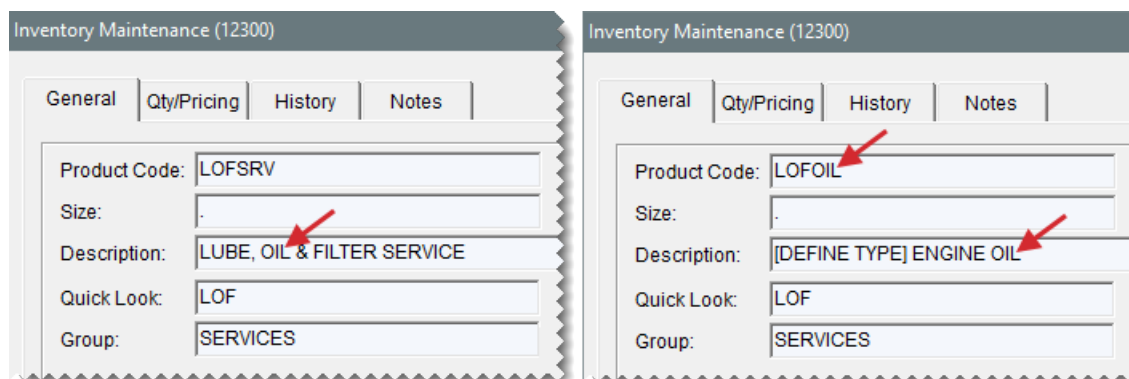 Inventory Maintenance (12300)
General Qty/Pricing History Notes
Product Code: LOFSRV
Size: .
Description: LUBE, OIL & FILTER SERVICE
Quick Look: LOF
Group: SERVICES
Inventory Maintenance (12300)
General Qty/Pricing History Notes
Product Code: LOFOIL
Size: .
Description: [DEFINE TYPE] ENGINE OIL
Quick Look: LOF
Group: SERVICES